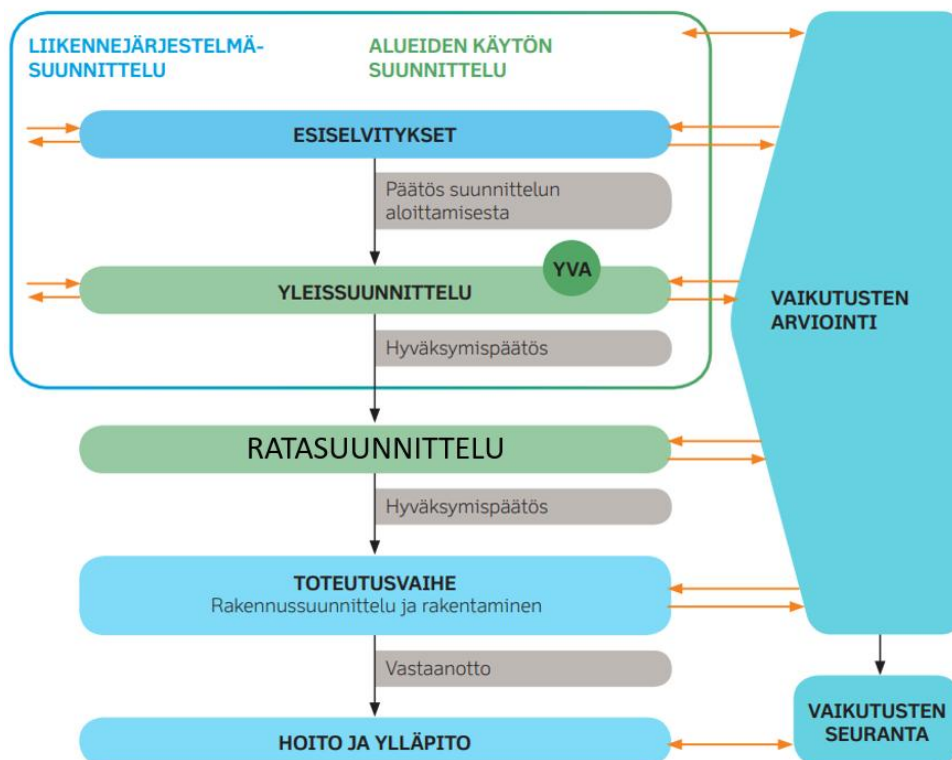 LIIKENNEJÄRJESTELMÄ-
SUUNNITTELU
ALUEIDEN KÄYTÖN
SUUNNITTELU
ESISELVITYKSET
Päätös suunnittelun
aloittamisesta
YVA
YLEISSUUNNITTELU
Hyväksymispäätös
RATASUUNNITTELU
Hyväksymispäätös
TOTEUTUSVAIHE
Rakennussuunnittelu ja rakentaminen
Vastaanotto
HOITO JA YLLÄPITO
VAIKUTUSTEN
ARVIOINTI
VAIKUTUSTEN
SEURANTA